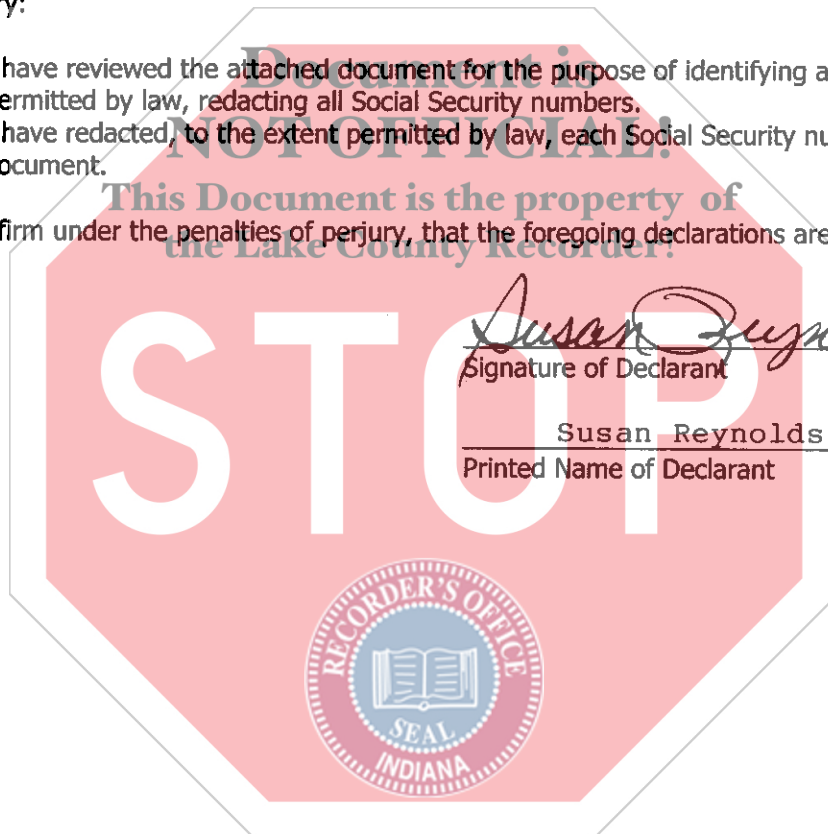 ry:
have reviewed the attached document for the purpose of identifying a
ermitted by law, redacting all Social Security numbers.
have redacted, to the extent permitted by law, each Social Security nu
ocument.
firm under the penalties of perjury, that the foregoing declarations are
Document is
NOT OFFICIAL!
This Document is the property of
the Lake County Recorder!
Susan Reyn
Signature of Declarant
Susan Reynolds
Printed Name of Declarant
STOP
RECORDER'S OFFICE
SEAL
INDIANA